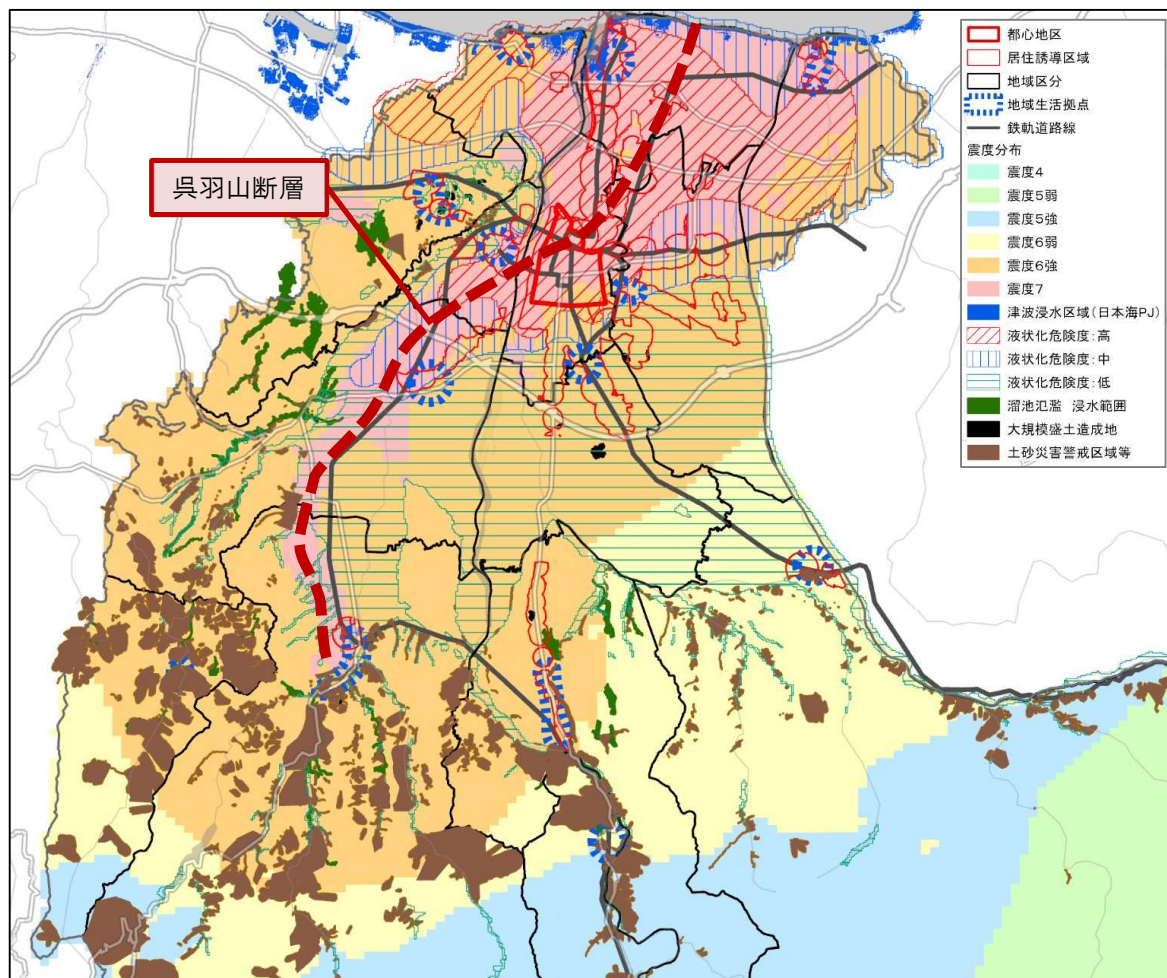 呉羽山断層
都心地区
居住誘導区域
地域区分
地域生活拠点
鉄軌道路線
震度分布
震度4
震度5弱
震度5強
震度6弱
震度6強
震度7
津波浸水区域(日本海PJ)
液状化危険度:高
液状化危険度:中
液状化危険度:低
溜池氾濫 浸水範囲
大規模盛土造成地
土砂災害警戒区域等